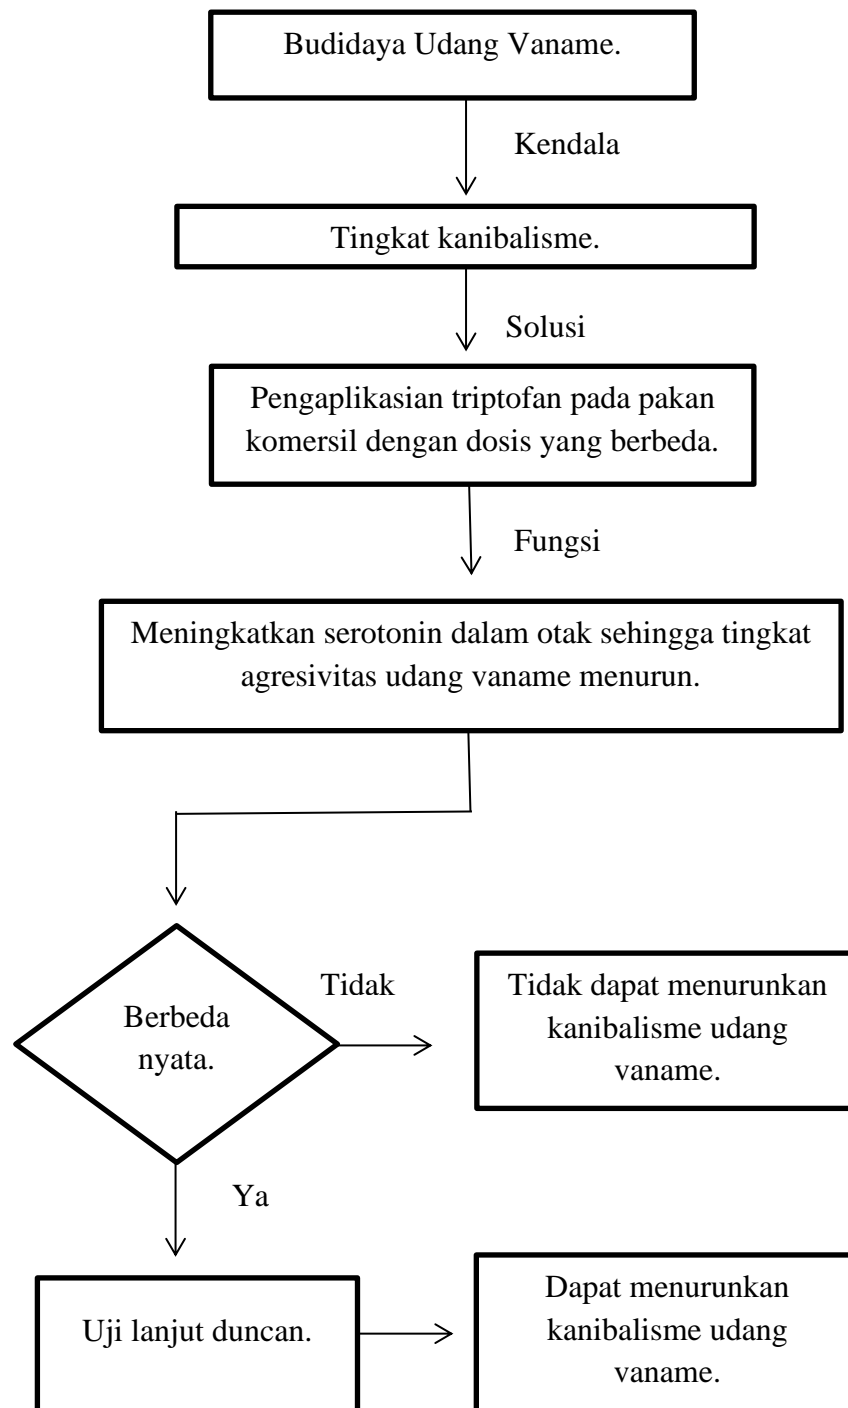 Budidaya Udang Vaname.
Kendala
Tingkat kanibalisme.
Solusi
Pengaplikasian triptofan pada pakan
komersil dengan dosis yang berbeda.
Fungsi
Meningkatkan serotonin dalam otak sehingga tingkat
agresivitas udang vaname menurun.
Berbeda
nyata.
Tidak
Tidak dapat menurunkan
kanibalisme udang
vaname.
Ya
Uji lanjut duncan.
Dapat menurunkan
kanibalisme udang
vaname.